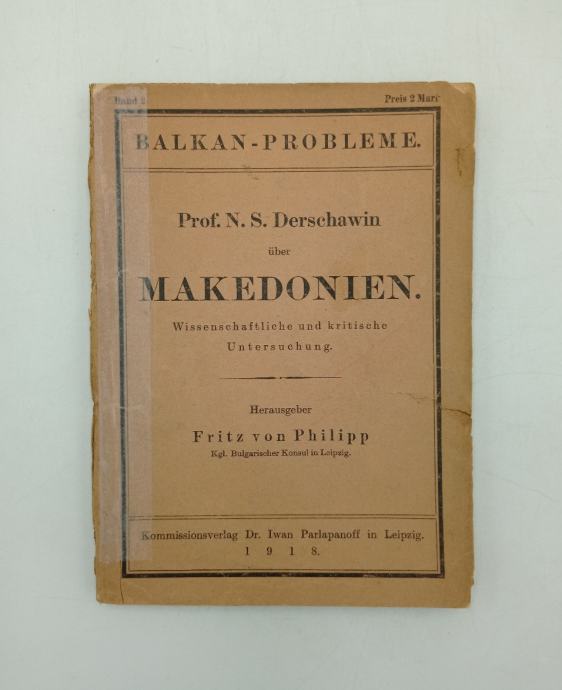 Band 2
Preis 2 Mark
BALKAN-PROBLEME.
Prof. N. S. Derschawin
über
MAKEDONIEN.
Wissenschaftliche und kritische
Untersuchung.
Herausgeber
Fritz von Philipp
Kgl. Bulgarischer Konsul in Leipzig.
Kommissionsverlag Dr. Iwan Parlapanoff in Leipzig.
1 9 1 8.